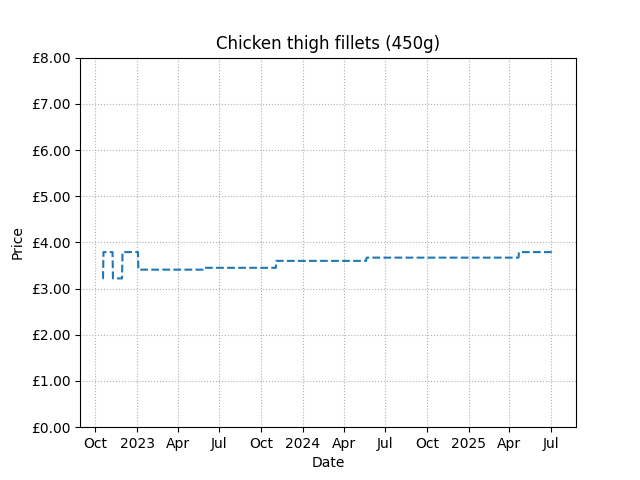 Chicken thigh fillets (450g)
£8.00
£7.00
£6.00
£5.00
£4.00
£3.00
£2.00
£1.00
£0.00
Price
Oct 2023 Apr Jul Oct 2024 Apr Jul Oct 2025 Apr Jul
Date